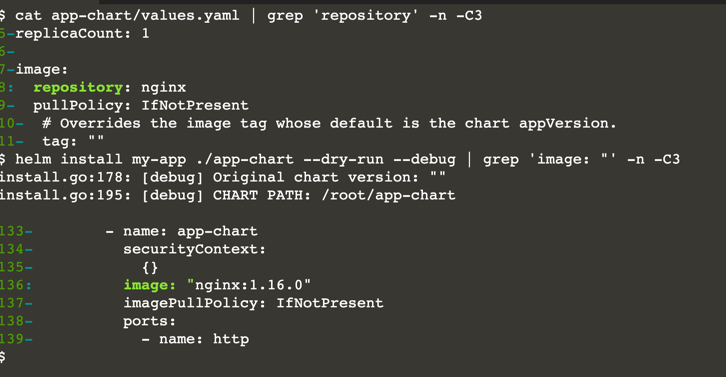 $ cat app-chart/values.yaml | grep 'repository' -n -C3
5-replicaCount: 1
6-
7-image:
8:  repository: nginx
9-  pullPolicy: IfNotPresent
10-  # Overrides the image tag whose default is the chart appVersion.
11-  tag: ""
$ helm install my-app ./app-chart --dry-run --debug | grep 'image: "' -n -C3
install.go:178: [debug] Original chart version: ""
install.go:195: [debug] CHART PATH: /root/app-chart

133-        - name: app-chart
134-          securityContext:
135-            {}
136:          image: "nginx:1.16.0"
137-          imagePullPolicy: IfNotPresent
138-          ports:
139-            - name: http
$